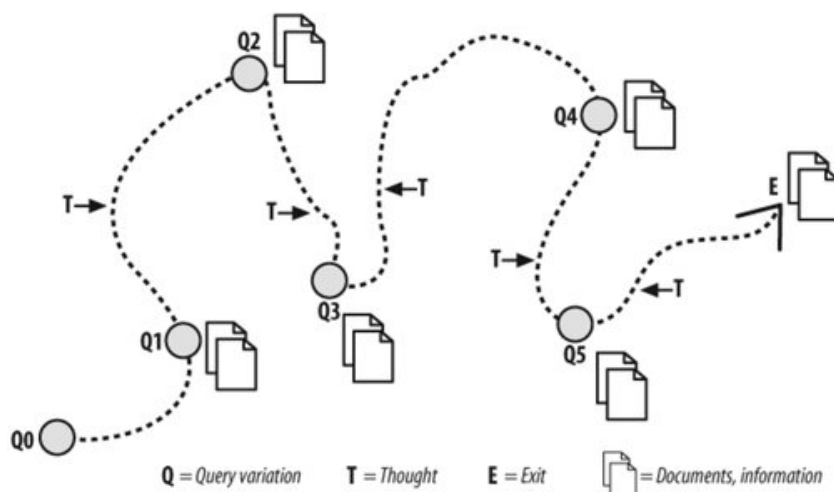 Q2
Q4
T
T
T
E
Q3
T
T
Q1
Q5
Q0
Q = Query variation T = Thought E = Exit = Documents, information